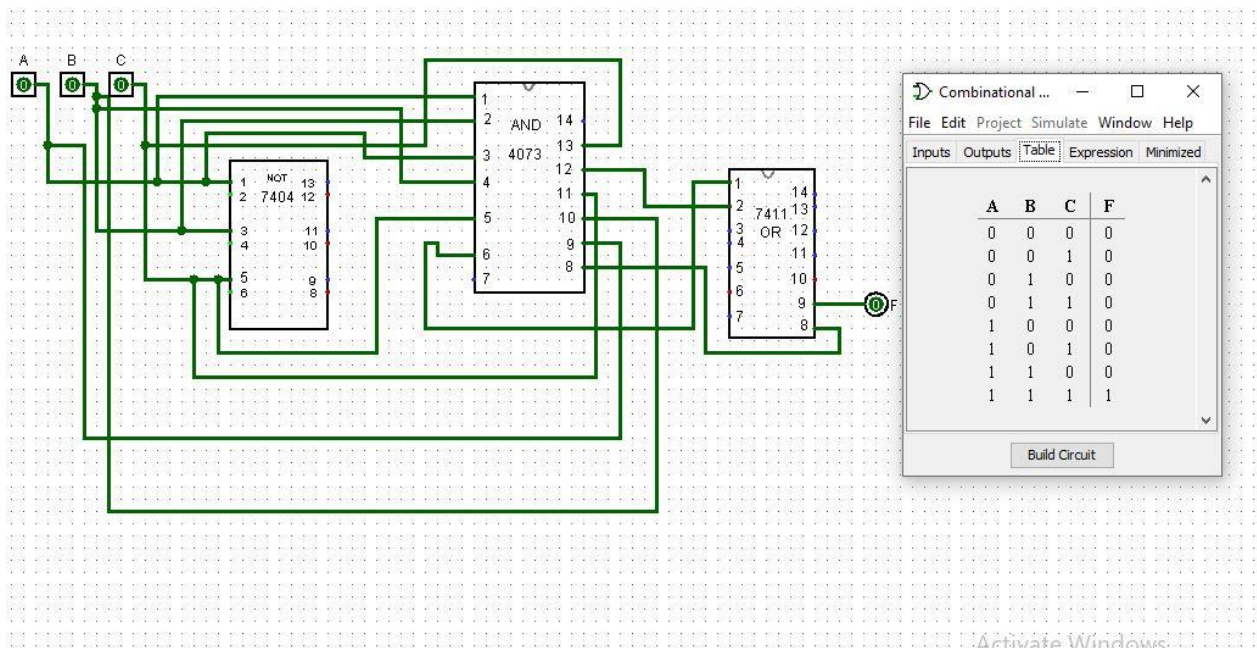 A B C
0 0 0
NOT
7404
1 13
2 12
3 11
4 10
5 9
6 8
AND
4073
1
2 14
3 13
4 12
5 11
6 10
7 9
8
7411
OR
1 14
2 13
3 12
4 11
5 10
6 9
7 8
0 F
Combinational ...
File Edit Project Simulate Window Help
Inputs Outputs Table Expression Minimized
A B C F
0 0 0 0
0 0 1 0
0 1 0 0
0 1 1 0
1 0 0 0
1 0 1 0
1 1 0 0
1 1 1 1
Build Circuit
Activate Windows